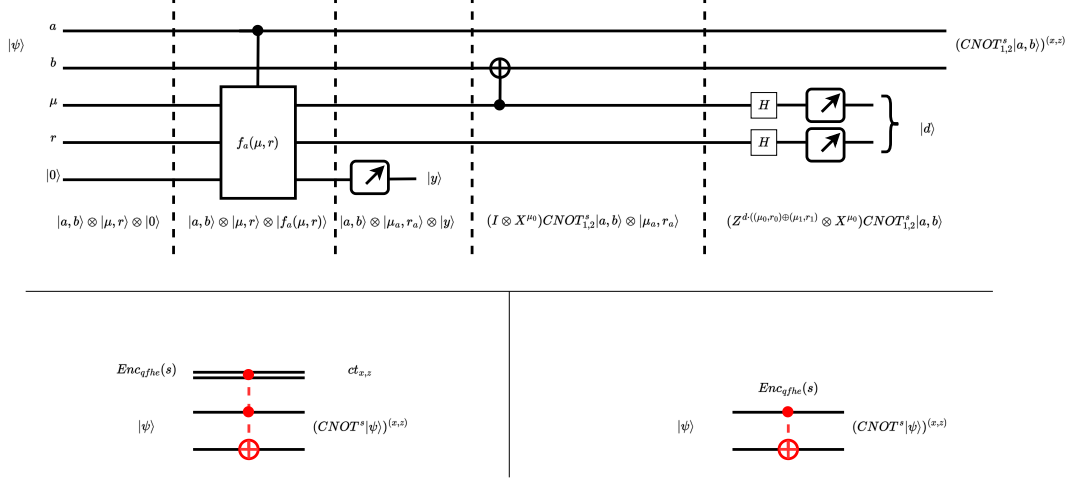 a
|ψ⟩
(CNOT^s_{1,2}|a, b⟩)^{(x,z)}
b
μ
H
r
f_a(μ, r)
H
|d⟩
|0⟩
|y⟩
|a, b⟩ ⊗ |μ, r⟩ ⊗ |0⟩
|a, b⟩ ⊗ |μ, r⟩ ⊗ |f_a(μ, r)⟩
|a, b⟩ ⊗ |μ_a, r_a⟩ ⊗ |y⟩
(I ⊗ X^{μ_0})CNOT^s_{1,2}|a, b⟩ ⊗ |μ_a, r_a⟩
(Z^{d·((μ_0,r_0)⊕(μ_1,r_1)} ⊗ X^{μ_0})CNOT^s_{1,2}|a, b⟩
Enc_{qfhe}(s)
ct_{x,z}
|ψ⟩
(CNOT^s|ψ⟩)^{(x,z)}
Enc_{qfhe}(s)
|ψ⟩
(CNOT^s|ψ⟩)^{(x,z)}